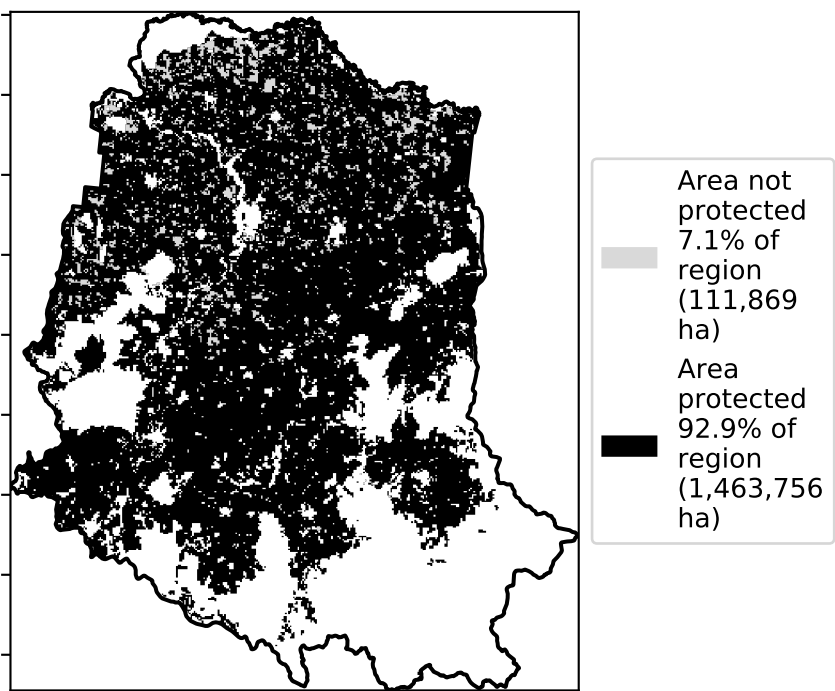 Area not
protected
7.1% of
region
(111,869
ha)
Area
protected
92.9% of
region
(1,463,756
ha)